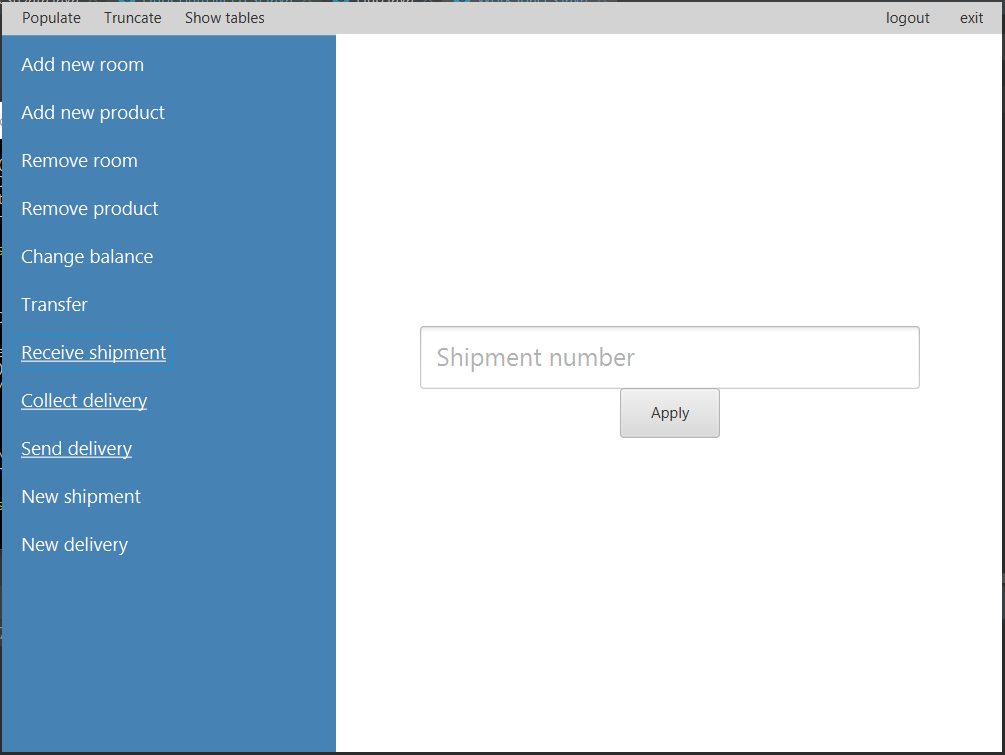 Populate Truncate Show tables logout exit
Add new room
Add new product
Remove room
Remove product
Change balance
Transfer
Receive shipment
Shipment number
Collect delivery
Apply
Send delivery
New shipment
New delivery